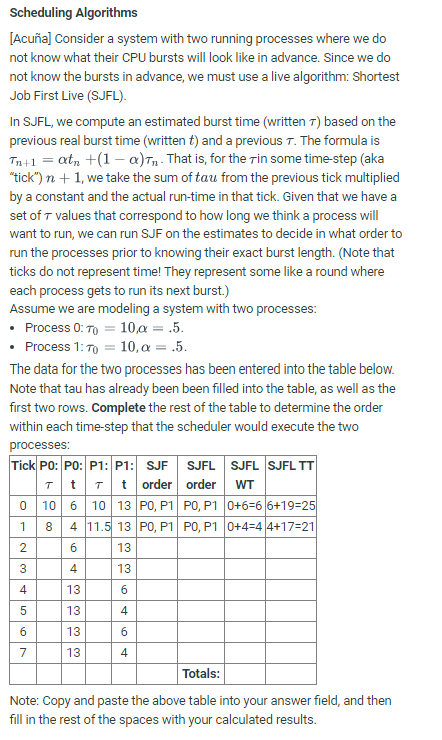 Scheduling Algorithms
[Acuña] Consider a system with two running processes where we do
not know what their CPU bursts will look like in advance. Since we do
not know the bursts in advance, we must use a live algorithm: Shortest
Job First Live (SJFL).
In SJFL, we compute an estimated burst time (written τ) based on the
previous real burst time (written t) and a previous τ. The formula is
τn+1 = αtn +(1 − α)τn. That is, for the τin some time-step (aka
"tick") n + 1, we take the sum of tau from the previous tick multiplied
by a constant and the actual run-time in that tick. Given that we have a
set of τ values that correspond to how long we think a process will
want to run, we can run SJF on the estimates to decide in what order to
run the processes prior to knowing their exact burst length. (Note that
ticks do not represent time! They represent some like a round where
each process gets to run its next burst.)
Assume we are modeling a system with two processes:
• Process 0: τ0 = 10,α = .5.
• Process 1: τ0 = 10, α = .5.
The data for the two processes has been entered into the table below.
Note that tau has already been been filled into the table, as well as the
first two rows. Complete the rest of the table to determine the order
within each time-step that the scheduler would execute the two
processes:
Tick P0: P0: P1: P1: SJF SJFL SJFL SJFL TT
τ t τ t order order WT
0 10 6 10 13 P0, P1 P0, P1 0+6=6 6+19=25
1 8 4 11.5 13 P0, P1 P0, P1 0+4=4 4+17=21
2 6 13
3 4 13
4 13 6
5 13 4
6 13 6
7 13 4
Totals:
Note: Copy and paste the above table into your answer field, and then
fill in the rest of the spaces with your calculated results.